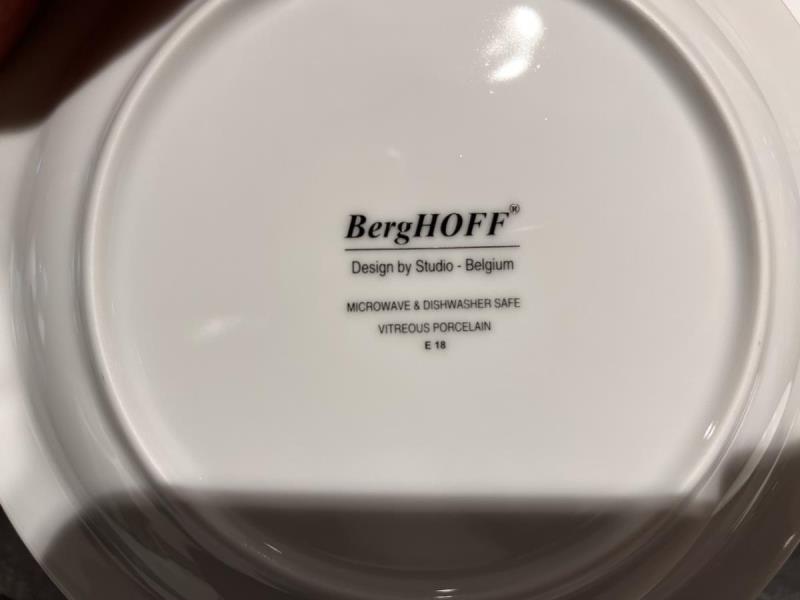 BergHOFF®
Design by Studio - Belgium
MICROWAVE & DISHWASHER SAFE
VITREOUS PORCELAIN
E 18